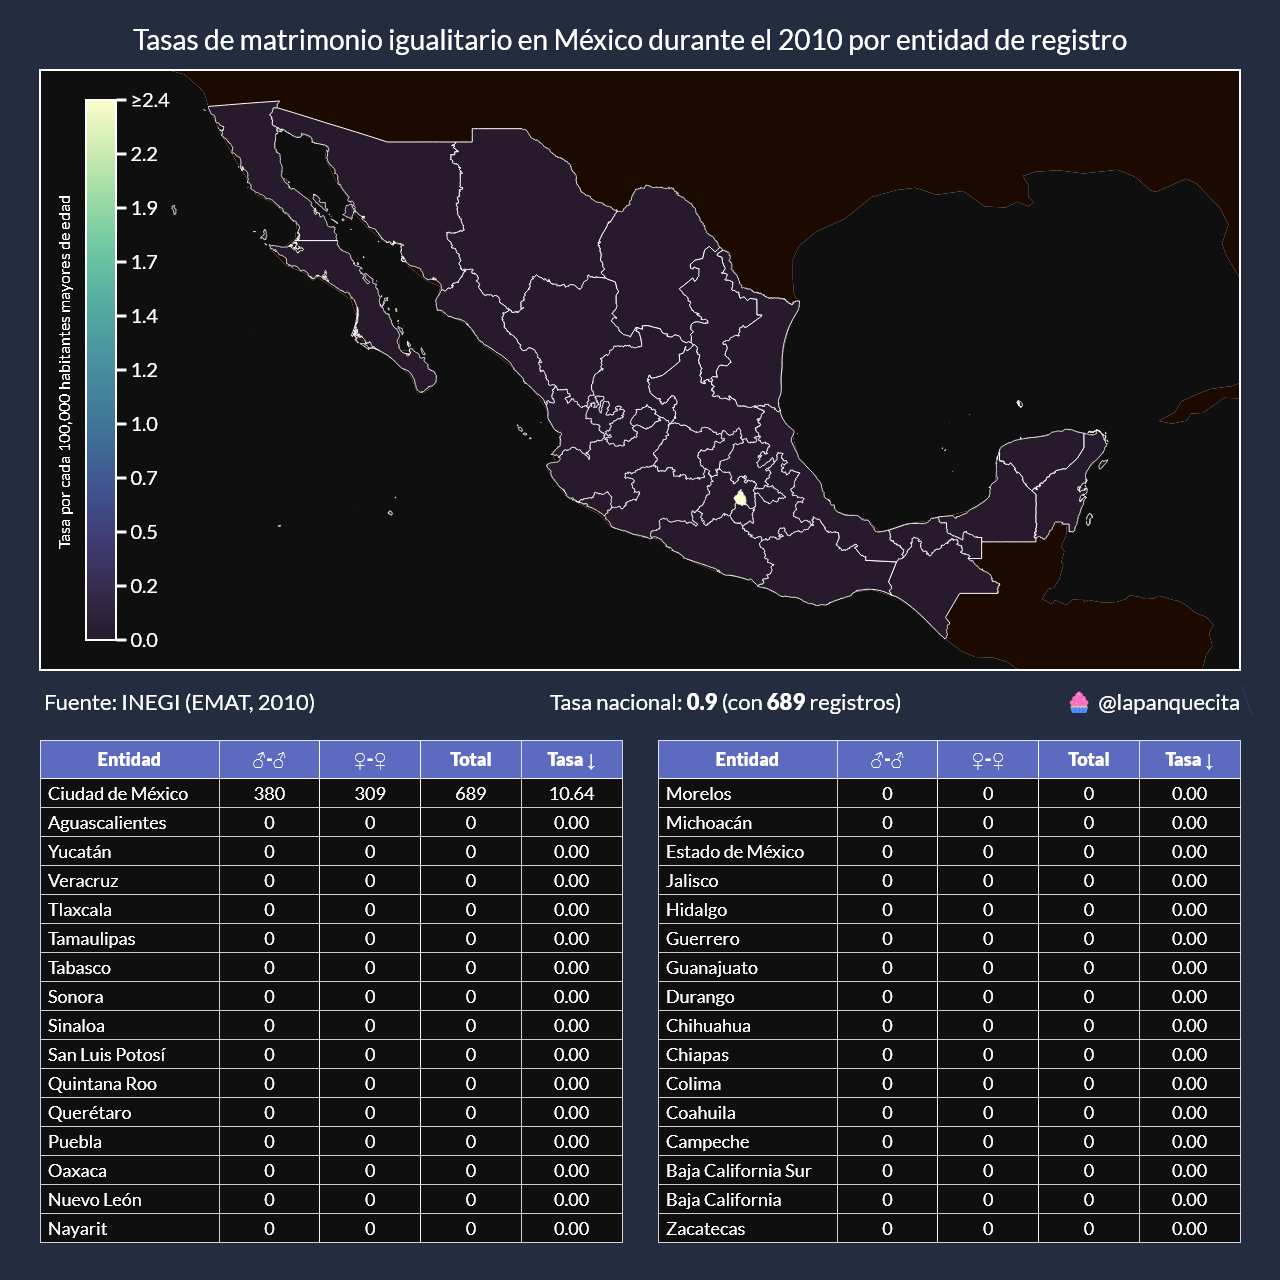 Tasas de matrimonio igualitario en México durante el 2010 por entidad de registro
Tasa por cada 100,000 habitantes mayores de edad
≥2.4
2.2
1.9
1.7
1.4
1.2
1.0
0.7
0.5
0.2
0.0
Fuente: INEGI (EMAT, 2010)
Tasa nacional: 0.9 (con 689 registros)
@lapanquecita
Entidad ♂-♂ ♀-♀ Total Tasa ↓
Ciudad de México 380 309 689 10.64
Aguascalientes 0 0 0 0.00
Yucatán 0 0 0 0.00
Veracruz 0 0 0 0.00
Tlaxcala 0 0 0 0.00
Tamaulipas 0 0 0 0.00
Tabasco 0 0 0 0.00
Sonora 0 0 0 0.00
Sinaloa 0 0 0 0.00
San Luis Potosí 0 0 0 0.00
Quintana Roo 0 0 0 0.00
Querétaro 0 0 0 0.00
Puebla 0 0 0 0.00
Oaxaca 0 0 0 0.00
Nuevo León 0 0 0 0.00
Nayarit 0 0 0 0.00
Entidad ♂-♂ ♀-♀ Total Tasa ↓
Morelos 0 0 0 0.00
Michoacán 0 0 0 0.00
Estado de México 0 0 0 0.00
Jalisco 0 0 0 0.00
Hidalgo 0 0 0 0.00
Guerrero 0 0 0 0.00
Guanajuato 0 0 0 0.00
Durango 0 0 0 0.00
Chihuahua 0 0 0 0.00
Chiapas 0 0 0 0.00
Colima 0 0 0 0.00
Coahuila 0 0 0 0.00
Campeche 0 0 0 0.00
Baja California Sur 0 0 0 0.00
Baja California 0 0 0 0.00
Zacatecas 0 0 0 0.00